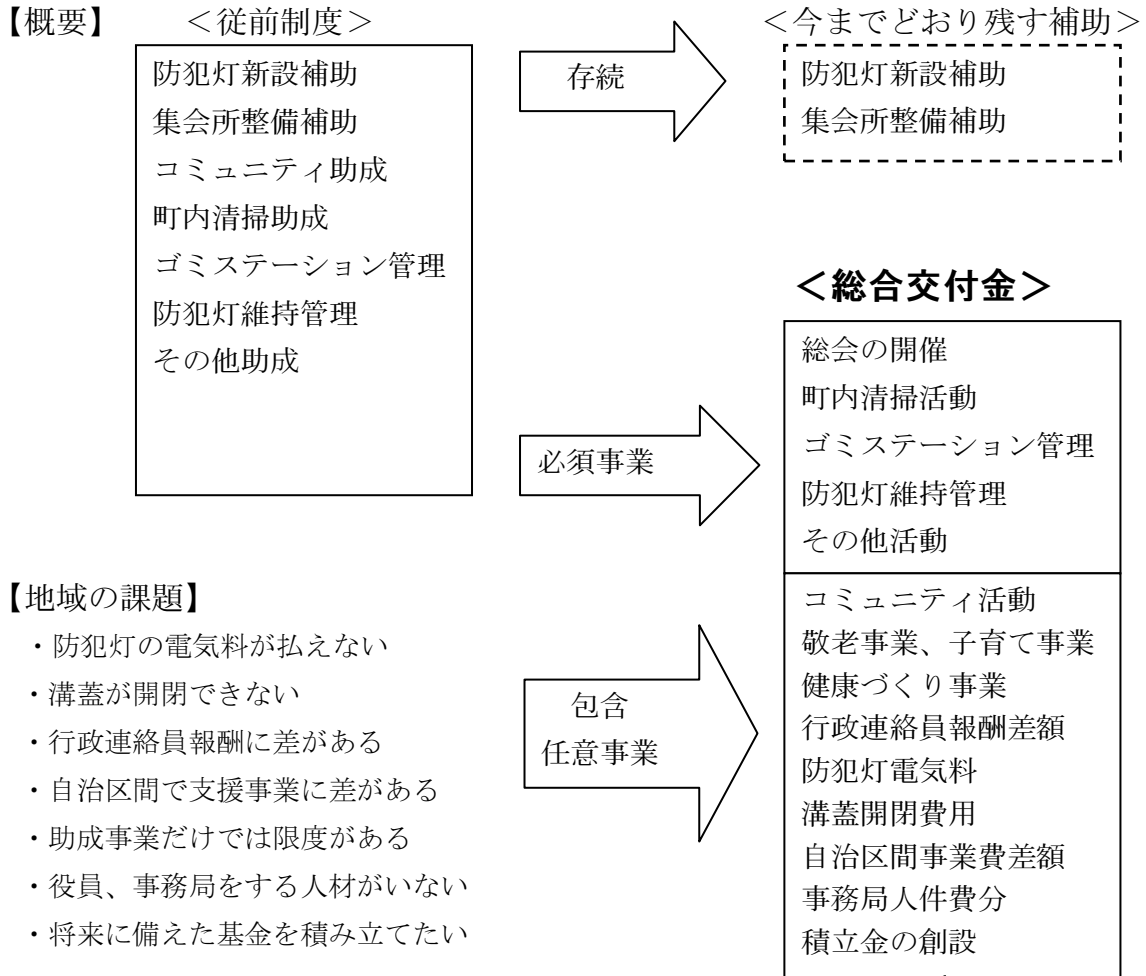 【概要】
＜従前制度＞
防犯灯新設補助
集会所整備補助
コミュニティ助成
町内清掃助成
ゴミステーション管理
防犯灯維持管理
その他助成
存続
＜今までどおり残す補助＞
防犯灯新設補助
集会所整備補助
必須事業
＜総合交付金＞
総会の開催
町内清掃活動
ゴミステーション管理
防犯灯維持管理
その他活動
【地域の課題】
・防犯灯の電気料が払えない
・溝蓋が開閉できない
・行政連絡員報酬に差がある
・自治区間で支援事業に差がある
・助成事業だけでは限度がある
・役員、事務局をする人材がいない
・将来に備えた基金を積み立てたい
包含
任意事業
コミュニティ活動
敬老事業、子育て事業
健康づくり事業
行政連絡員報酬差額
防犯灯電気料
溝蓋開閉費用
自治区間事業費差額
事務局人件費分
積立金の創設